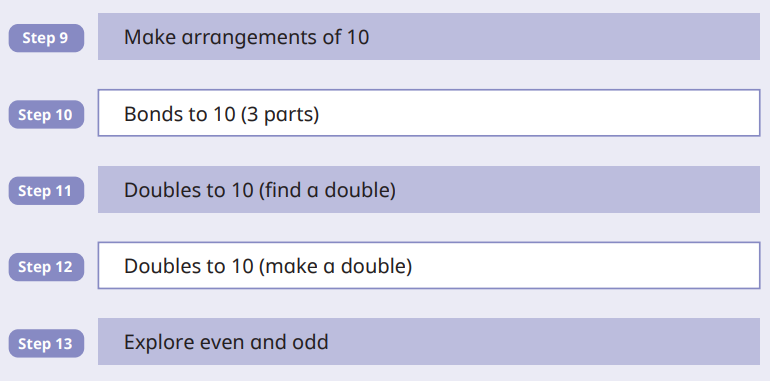 Step 9 Make arrangements of 10
Step 10 Bonds to 10 (3 parts)
Step 11 Doubles to 10 (find a double)
Step 12 Doubles to 10 (make a double)
Step 13 Explore even and odd